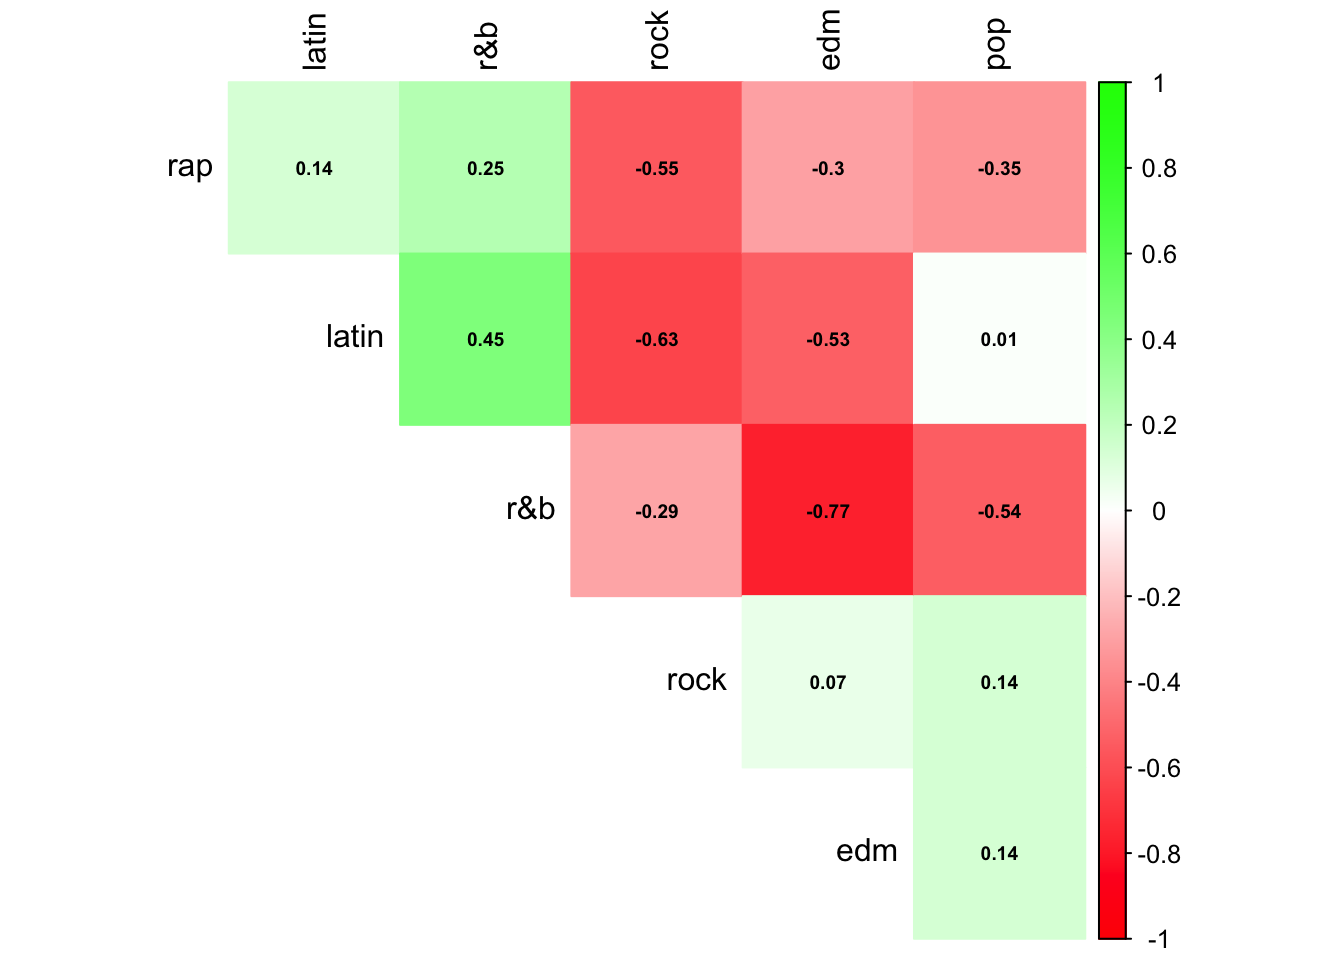 latin r&b rock edm pop
1
rap 0.14 0.25 -0.55 -0.3 -0.35
0.8
0.6
latin 0.45 -0.63 -0.53 0.01
0.4
0.2
r&b -0.29 -0.77 -0.54
0
-0.2
rock 0.07 0.14
-0.4
-0.6
edm 0.14
-0.8
-1